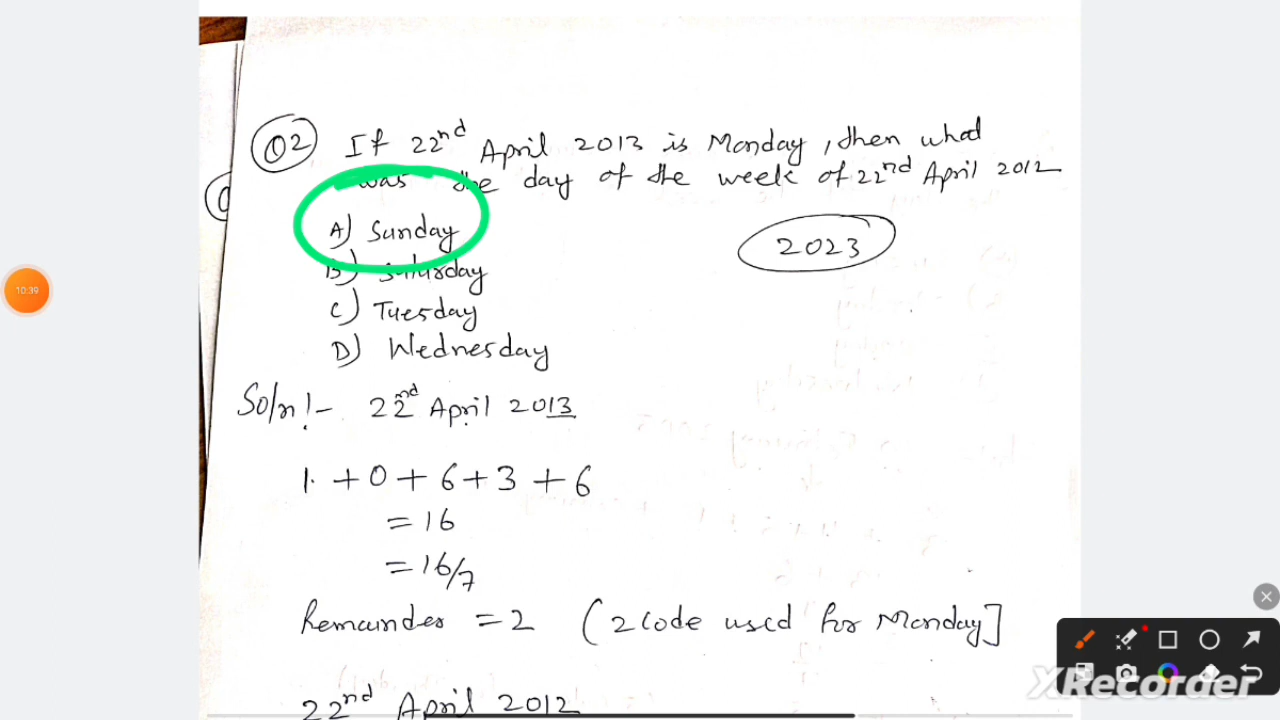 Q2 If 22nd April 2013 is Monday, then what
was the day of the week of 22nd April 2012
A) Sunday
2023
B) Saturday
C) Tuesday
D) Wednesday
Soln!- 22nd April 2013
1. + 0 + 6 + 3 + 6
= 16
= 16/7
Remainder = 2 (2 code used for Monday]
22nd April 2012
10:39
XRecorder